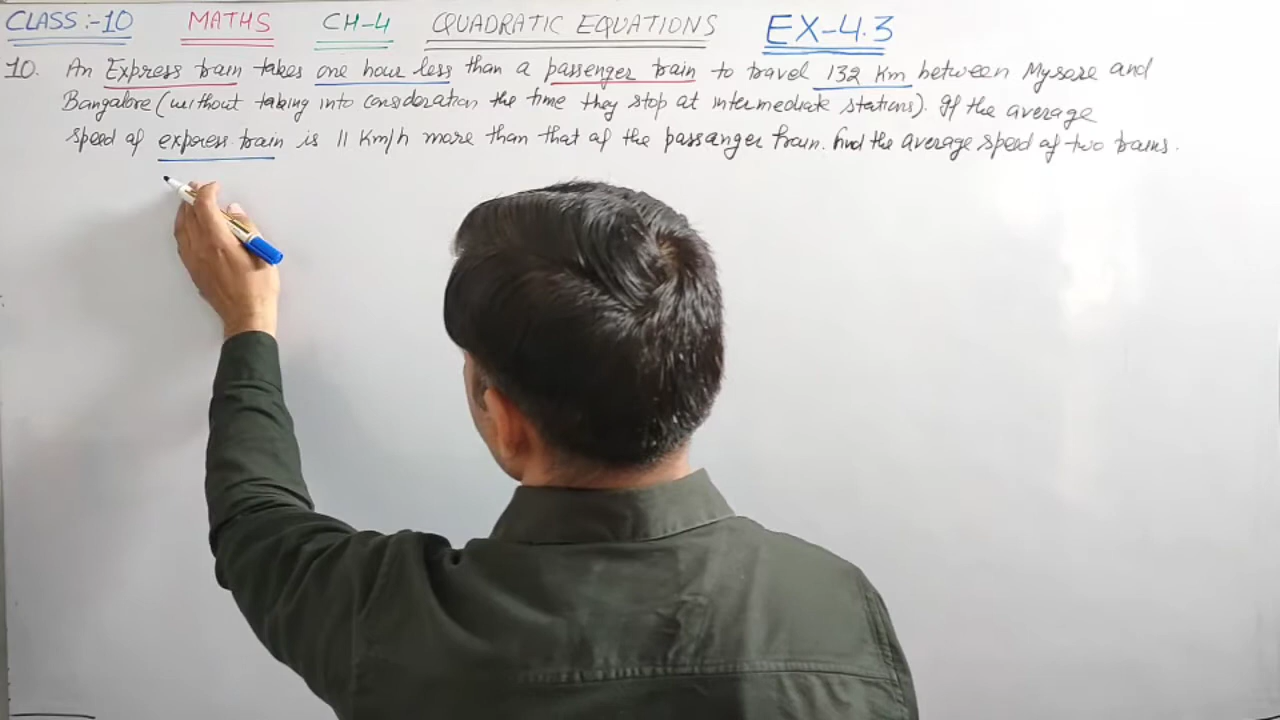 CLASS:-10 MATHS CH-4 QUADRATIC EQUATIONS EX-4.3
10. An Express train takes one hour less than a passenger train to travel 132 Km between Mysore and
Bangalore (without taking into consideration the time they stop at intermediate stations). If the average
speed of express train is 11 Km/h more than that of the passanger train. find the average speed of two trains.